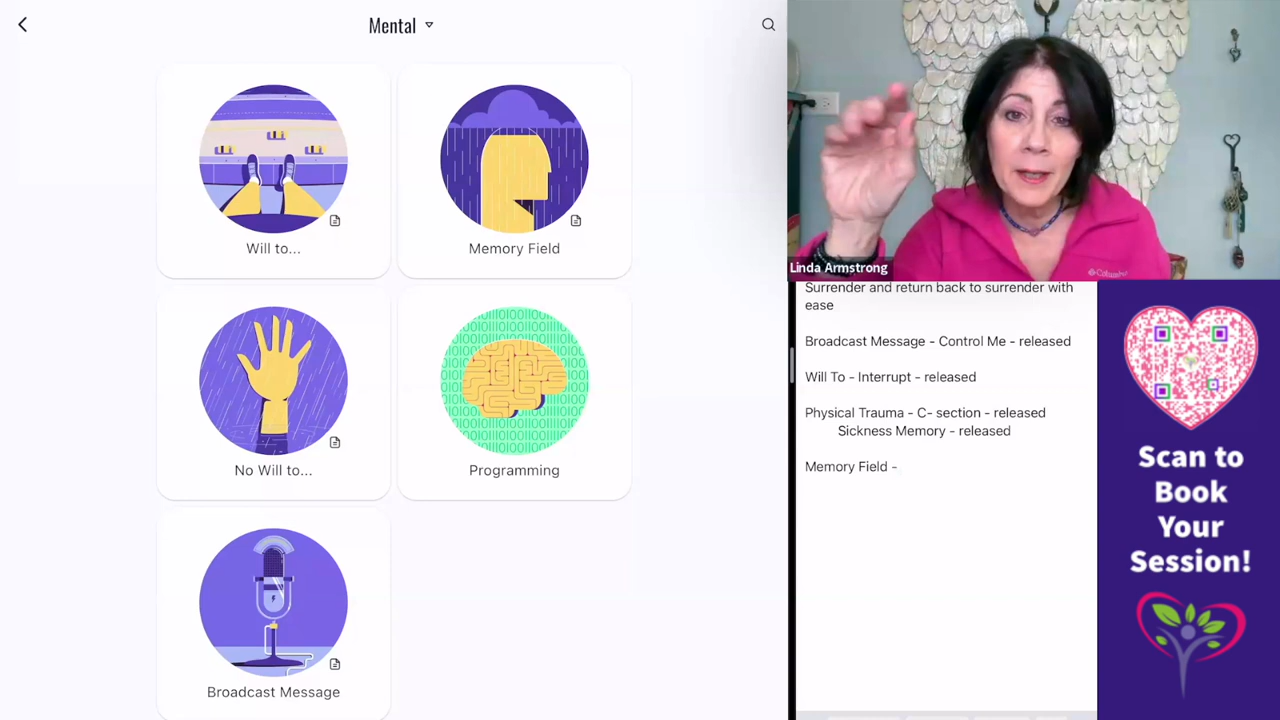 Mental
Will to...
Memory Field
No Will to...
Programming
Broadcast Message
Linda Armstrong
Columbia
Surrender and return back to surrender with
ease
Broadcast Message - Control Me - released
Will To - Interrupt - released
Physical Trauma - C- section - released
Sickness Memory - released
Memory Field -
Scan to
Book
Your
Session!